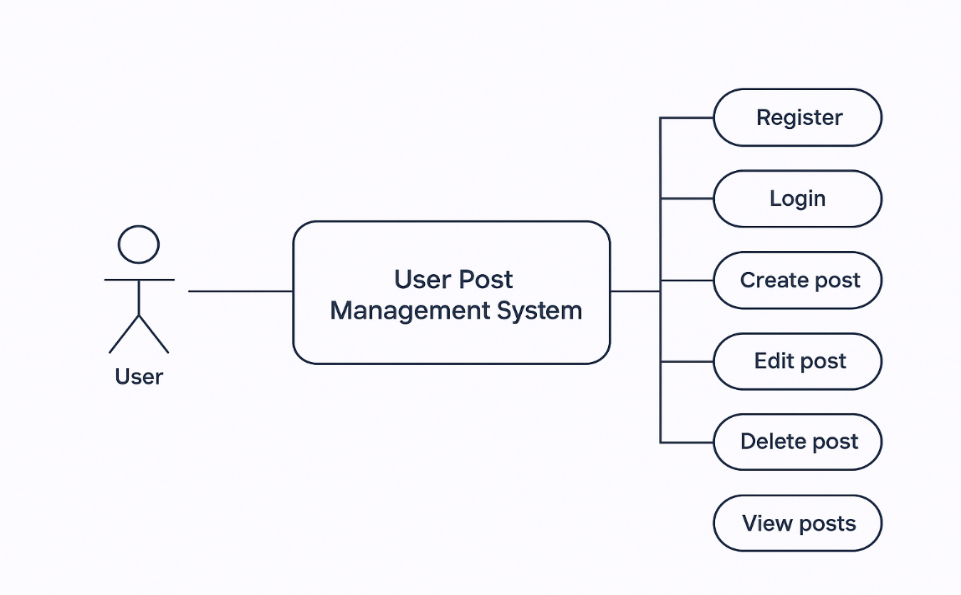 User
User Post
Management System
Register
Login
Create post
Edit post
Delete post
View posts